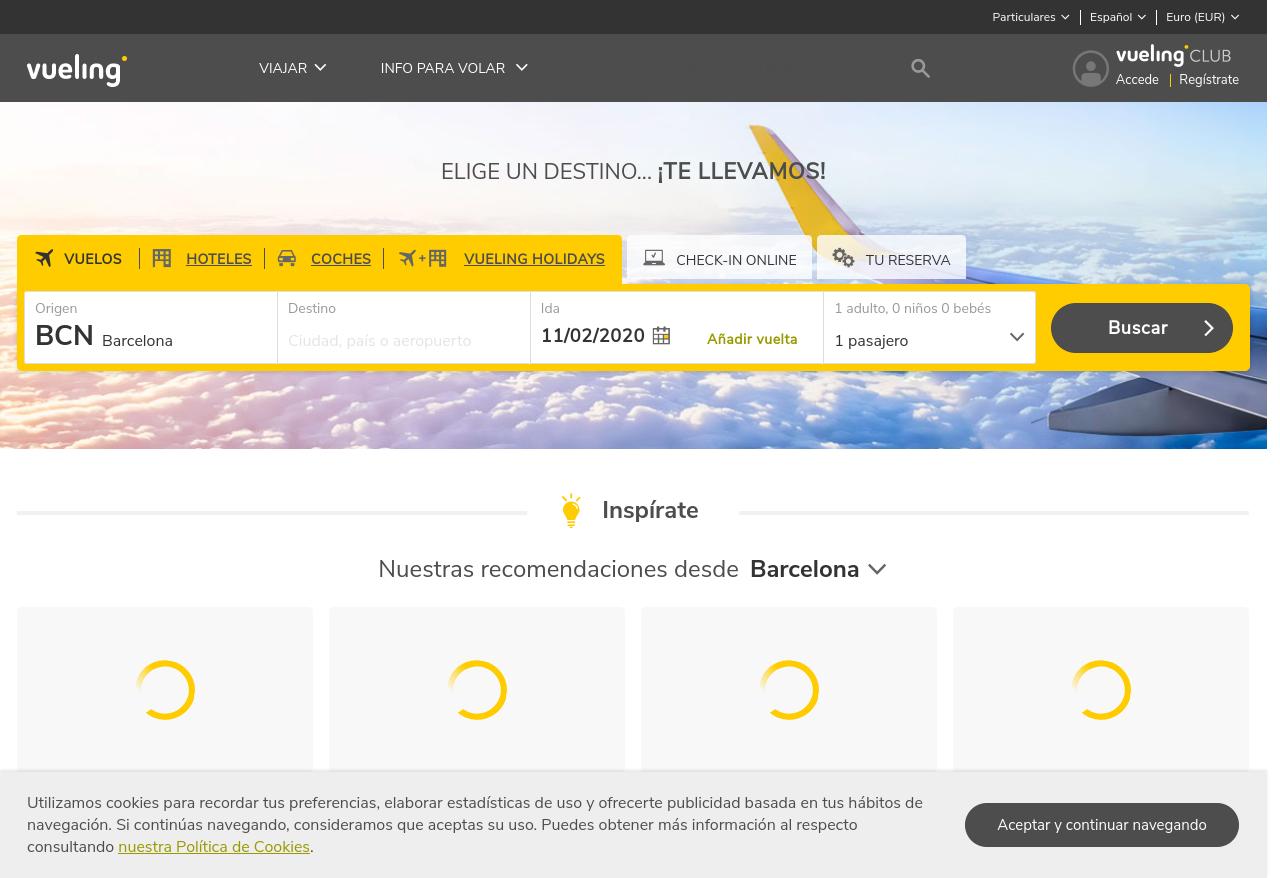 Particulares Español Euro (EUR)
vueling VIAJAR INFO PARA VOLAR vueling CLUB
Accede Regístrate
ELIGE UN DESTINO... ¡TE LLEVAMOS!
VUELOS HOTELES COCHES + VUELING HOLIDAYS CHECK-IN ONLINE TU RESERVA
Origen Destino Ida 1 adulto, 0 niños 0 bebés
BCN Barcelona Ciudad, país o aeropuerto 11/02/2020 Añadir vuelta 1 pasajero Buscar
Inspírate
Nuestras recomendaciones desde Barcelona
Utilizamos cookies para recordar tus preferencias, elaborar estadísticas de uso y ofrecerte publicidad basada en tus hábitos de
navegación. Si continúas navegando, consideramos que aceptas su uso. Puedes obtener más información al respecto
consultando nuestra Política de Cookies.
Aceptar y continuar navegando